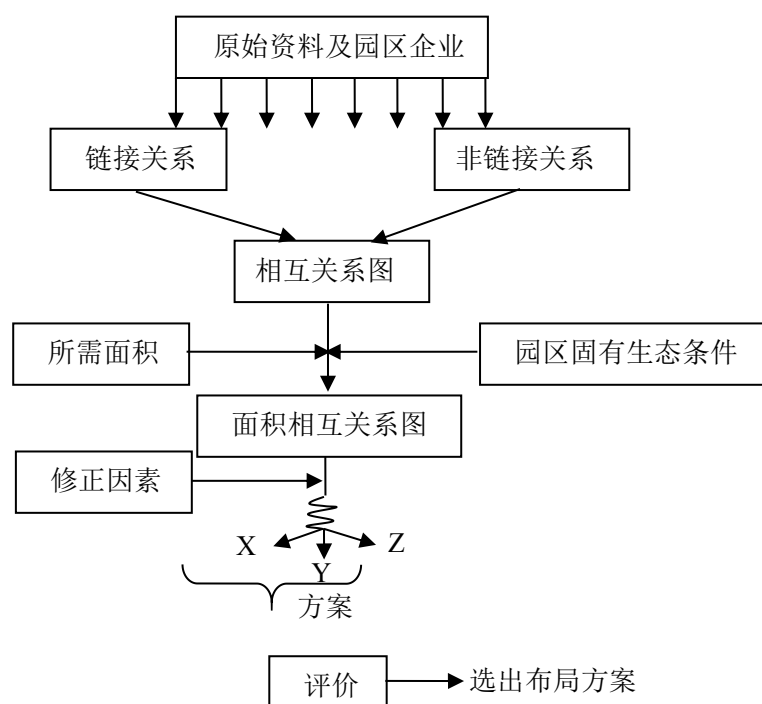 原始资料及园区企业
链接关系
非链接关系
相互关系图
所需面积
园区固有生态条件
面积相互关系图
修正因素
X
Z
Y
方案
评价
选出布局方案